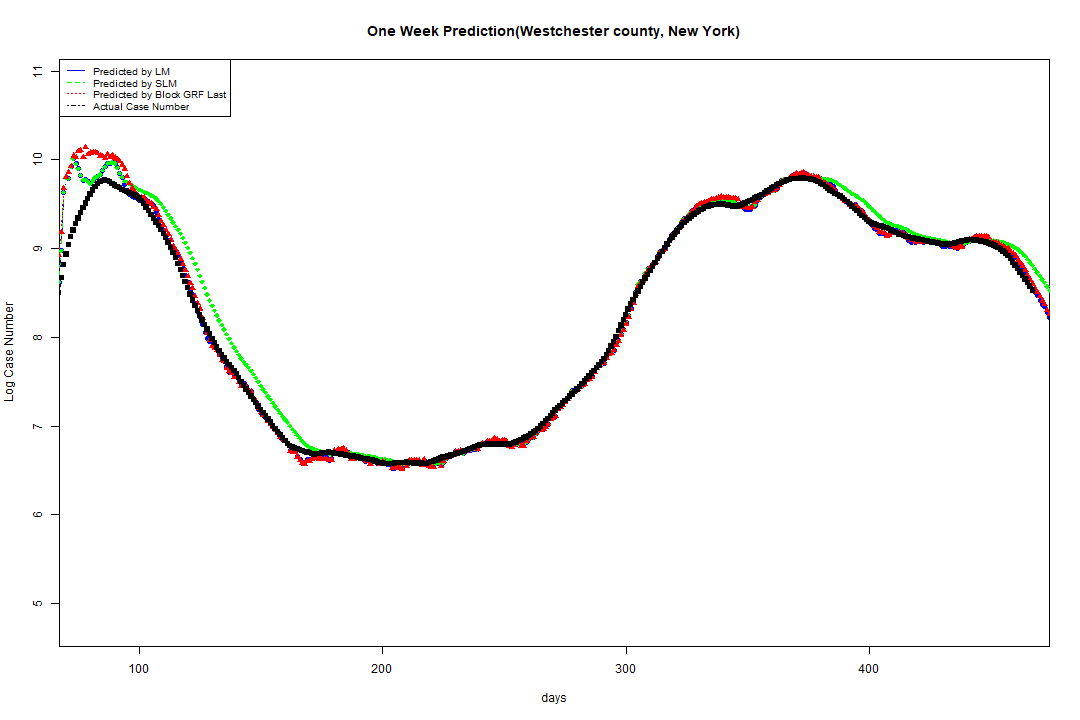 One Week Prediction(Westchester county, New York)
Predicted by LM
Predicted by SLM
Predicted by Block GRF Last
Actual Case Number
11
10
9
8
7
6
5
Log Case Number
100 200 300 400
days